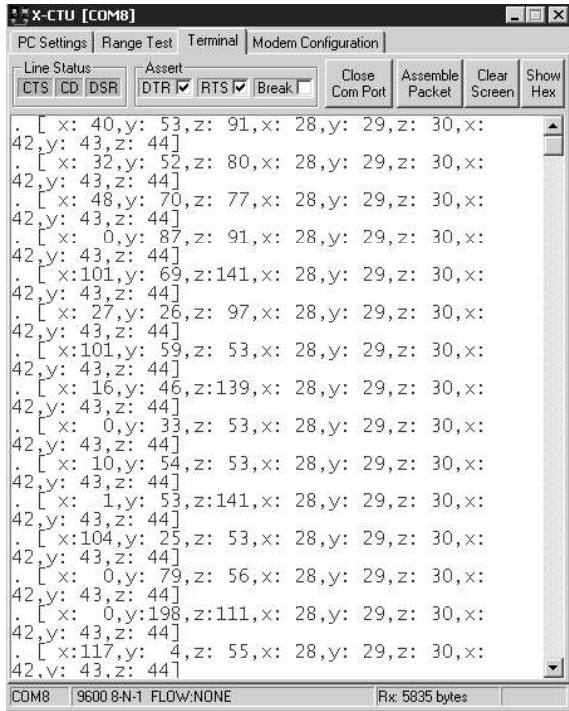 X-CTU [COM8]
PC Settings Range Test Terminal Modem Configuration
Line Status Assert
CTS CD DSR DTR RTS Break Close Com Port Assemble Packet Clear Screen Show Hex
. [ x: 40,y: 53,z: 91,x: 28,y: 29,z: 30,x:
42,y: 43,z: 44]
. [ x: 32,y: 52,z: 80,x: 28,y: 29,z: 30,x:
42,y: 43,z: 44]
. [ x: 48,y: 70,z: 77,x: 28,y: 29,z: 30,x:
42,y: 43,z: 44]
. [ x: 0,y: 87,z: 91,x: 28,y: 29,z: 30,x:
42,y: 43,z: 44]
. [ x:101,y: 69,z:141,x: 28,y: 29,z: 30,x:
42,y: 43,z: 44]
. [ x: 27,y: 26,z: 97,x: 28,y: 29,z: 30,x:
42,y: 43,z: 44]
. [ x:101,y: 59,z: 53,x: 28,y: 29,z: 30,x:
42,y: 43,z: 44]
. [ x: 16,y: 46,z:139,x: 28,y: 29,z: 30,x:
42,y: 43,z: 44]
. [ x: 0,y: 33,z: 53,x: 28,y: 29,z: 30,x:
42,y: 43,z: 44]
. [ x: 10,y: 54,z: 53,x: 28,y: 29,z: 30,x:
42,y: 43,z: 44]
. [ x: 1,y: 53,z:141,x: 28,y: 29,z: 30,x:
42,y: 43,z: 44]
. [ x:104,y: 25,z: 53,x: 28,y: 29,z: 30,x:
42,y: 43,z: 44]
. [ x: 0,y: 79,z: 56,x: 28,y: 29,z: 30,x:
42,y: 43,z: 44]
. [ x: 0,y:198,z:111,x: 28,y: 29,z: 30,x:
42,y: 43,z: 44]
. [ x:117,y: 4,z: 55,x: 28,y: 29,z: 30,x:
42,y: 43,z: 44]
COM8 9600 8-N-1 FLOW:NONE Rx: 5835 bytes